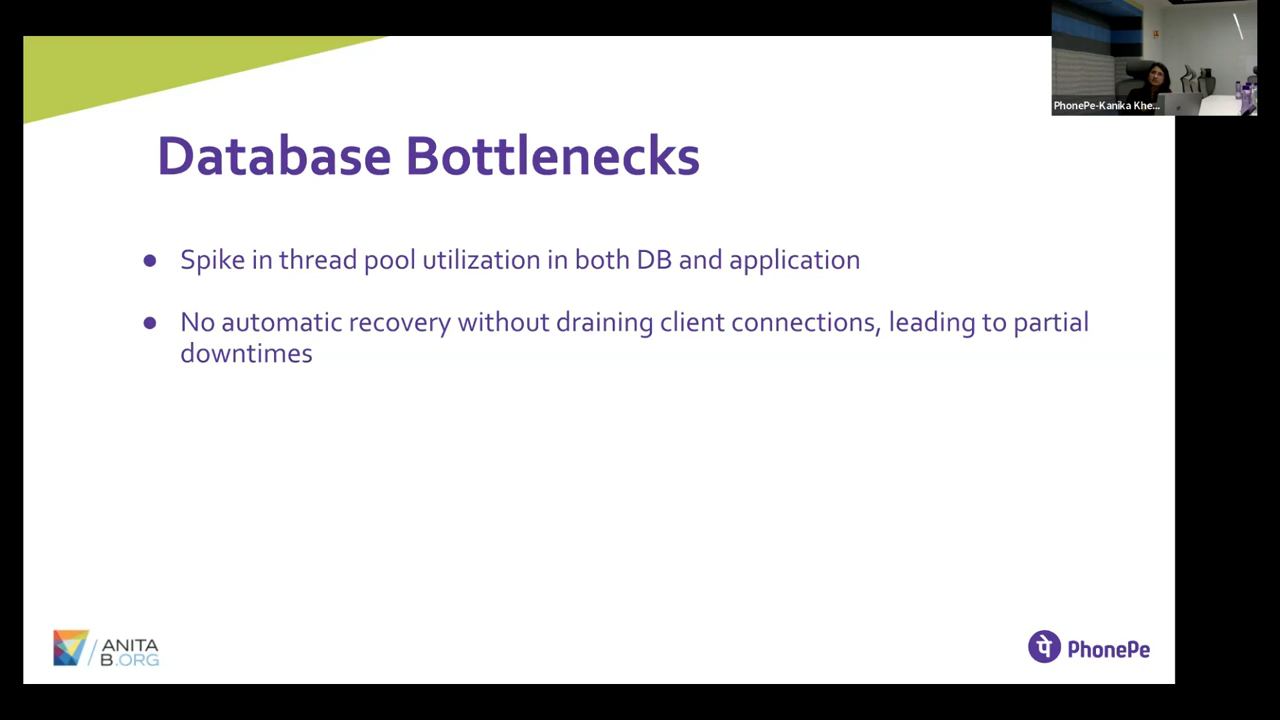 PhonePe-Kanika Khe...
Database Bottlenecks
● Spike in thread pool utilization in both DB and application
● No automatic recovery without draining client connections, leading to partial
downtimes
ANITA
B.ORG
पे PhonePe